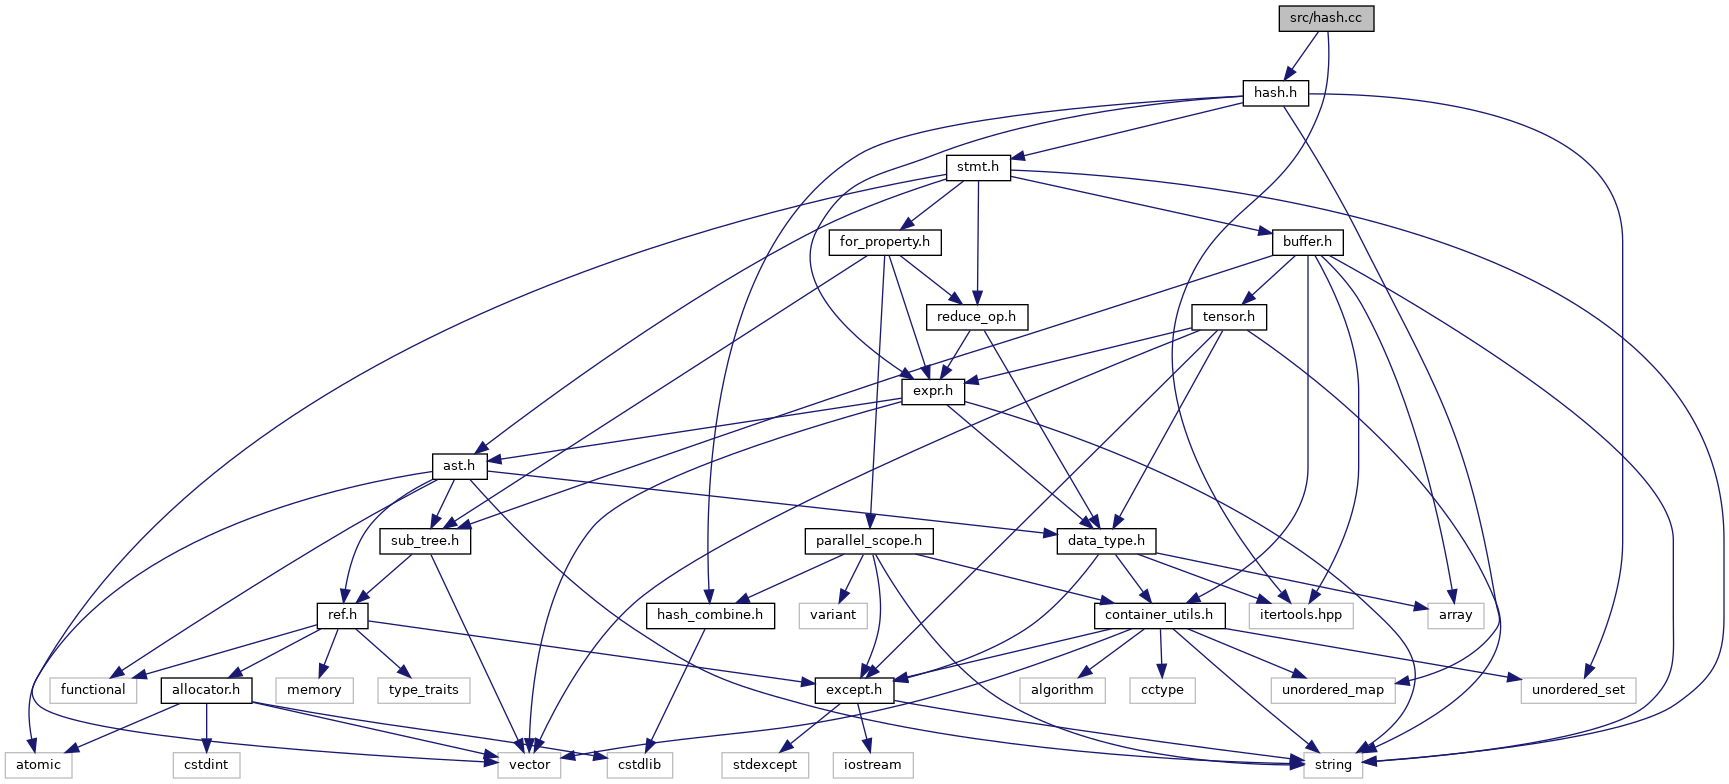 src/hash.cc
hash.h
stmt.h
for_property.h
buffer.h
reduce_op.h
tensor.h
expr.h
ast.h
sub_tree.h
parallel_scope.h
data_type.h
ref.h
hash_combine.h
variant
container_utils.h
itertools.hpp
array
functional
allocator.h
memory
type_traits
except.h
algorithm
cctype
unordered_map
unordered_set
atomic
cstdint
vector
cstdlib
stdexcept
iostream
string